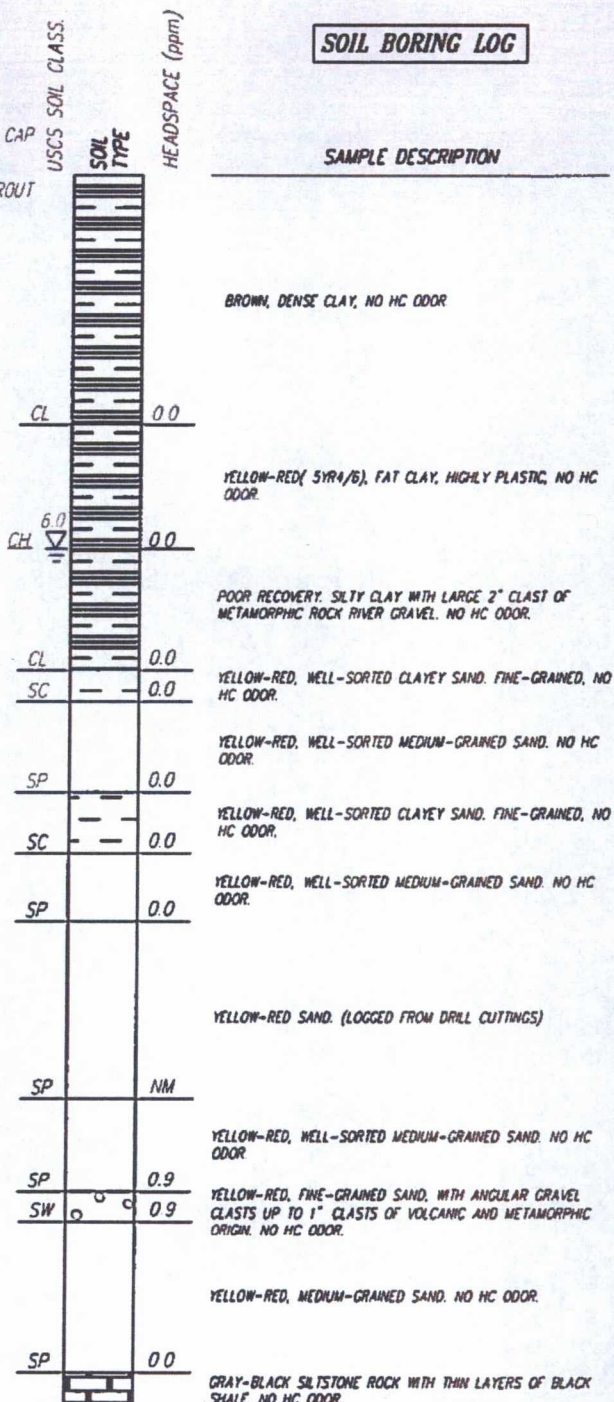 SOIL BORING LOG
CAP
USCS SOIL CLASS.
SOIL TYPE
HEADSPACE (ppm)
SAMPLE DESCRIPTION
ROUT
BROWN, DENSE CLAY, NO HC ODOR
CL 0.0
YELLOW-RED( 5YR4/6), FAT CLAY, HIGHLY PLASTIC, NO HC
ODOR.
6.0
CH 0.0
POOR RECOVERY. SILTY CLAY WITH LARGE 2" CLAST OF
METAMORPHIC ROCK RIVER GRAVEL. NO HC ODOR.
CL 0.0
SC 0.0
YELLOW-RED, WELL-SORTED CLAYEY SAND. FINE-GRAINED, NO
HC ODOR.
YELLOW-RED, WELL-SORTED MEDIUM-GRAINED SAND. NO HC
ODOR.
SP 0.0
YELLOW-RED, WELL-SORTED CLAYEY SAND. FINE-GRAINED, NO
HC ODOR.
SC 0.0
YELLOW-RED, WELL-SORTED MEDIUM-GRAINED SAND. NO HC
ODOR.
SP 0.0
YELLOW-RED SAND. (LOGGED FROM DRILL CUTTINGS)
SP NM
YELLOW-RED, WELL-SORTED MEDIUM-GRAINED SAND. NO HC
ODOR
SP 0.9
SW 0.9
YELLOW-RED, FINE-GRAINED SAND, WITH ANGULAR GRAVEL
CLASTS UP TO 1" CLASTS OF VOLCANIC AND METAMORPHIC
ORIGIN. NO HC ODOR.
YELLOW-RED, MEDIUM-GRAINED SAND. NO HC ODOR.
SP 0.0
GRAY-BLACK SILTSTONE ROCK WITH THIN LAYERS OF BLACK
SHALE. NO HC ODOR